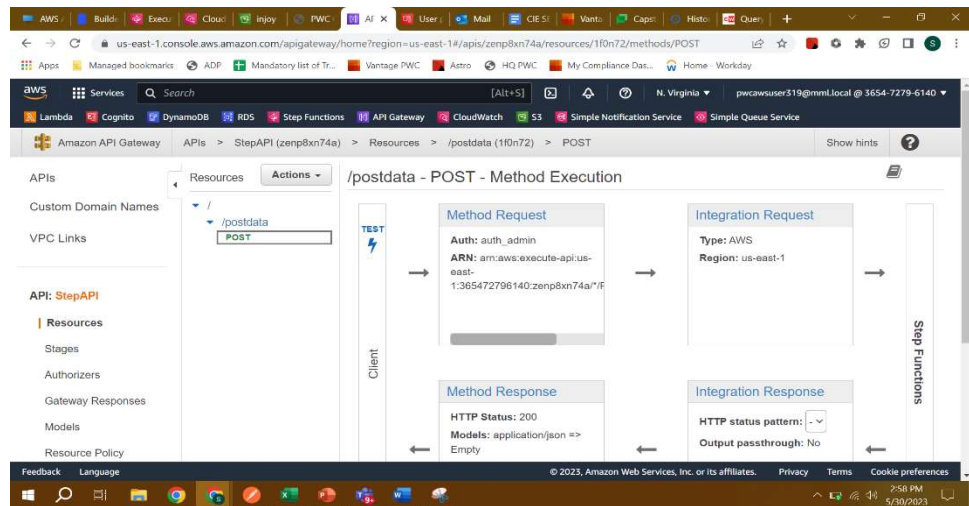 AWS
Builde
Execu
Cloud
injoy
PWC
User
Mail
CIE S
Vanta
Capst
Histo
Query
us-east-1.console.aws.amazon.com/apigateway/home?region=us-east-1#/apis/zenp8xn74a/resources/1f0n72/methods/POST
Apps Managed bookmarks ADP Mandatory list of Tr... Vantage PWC Astro HQ PWC My Compliance Das... Home - Workday
aws Services Search [Alt+S] N. Virginia pwcawsuser319@mml.local @ 3654-7279-6140
Lambda Cognito DynamoDB RDS Step Functions API Gateway CloudWatch S3 Simple Notification Service Simple Queue Service
Amazon API Gateway APIs > StepAPI (zenp8xn74a) > Resources > /postdata (1f0n72) > POST Show hints
APIs
Custom Domain Names
VPC Links
API: StepAPI
Resources
Stages
Authorizers
Gateway Responses
Models
Resource Policy
Resources Actions
/
/postdata
POST
/postdata - POST - Method Execution
TEST
Client
Method Request
Auth: auth_admin
ARN: arn:aws:execute-api:us-
east-
1:365472796140:zenp8xn74a/*/F
Integration Request
Type: AWS
Region: us-east-1
Step Functions
Method Response
HTTP Status: 200
Models: application/json =>
Empty
Integration Response
HTTP status pattern: -
Output passthrough: No
Feedback Language © 2023, Amazon Web Services, Inc. or its affiliates. Privacy Terms Cookie preferences
2:58 PM
5/30/2023